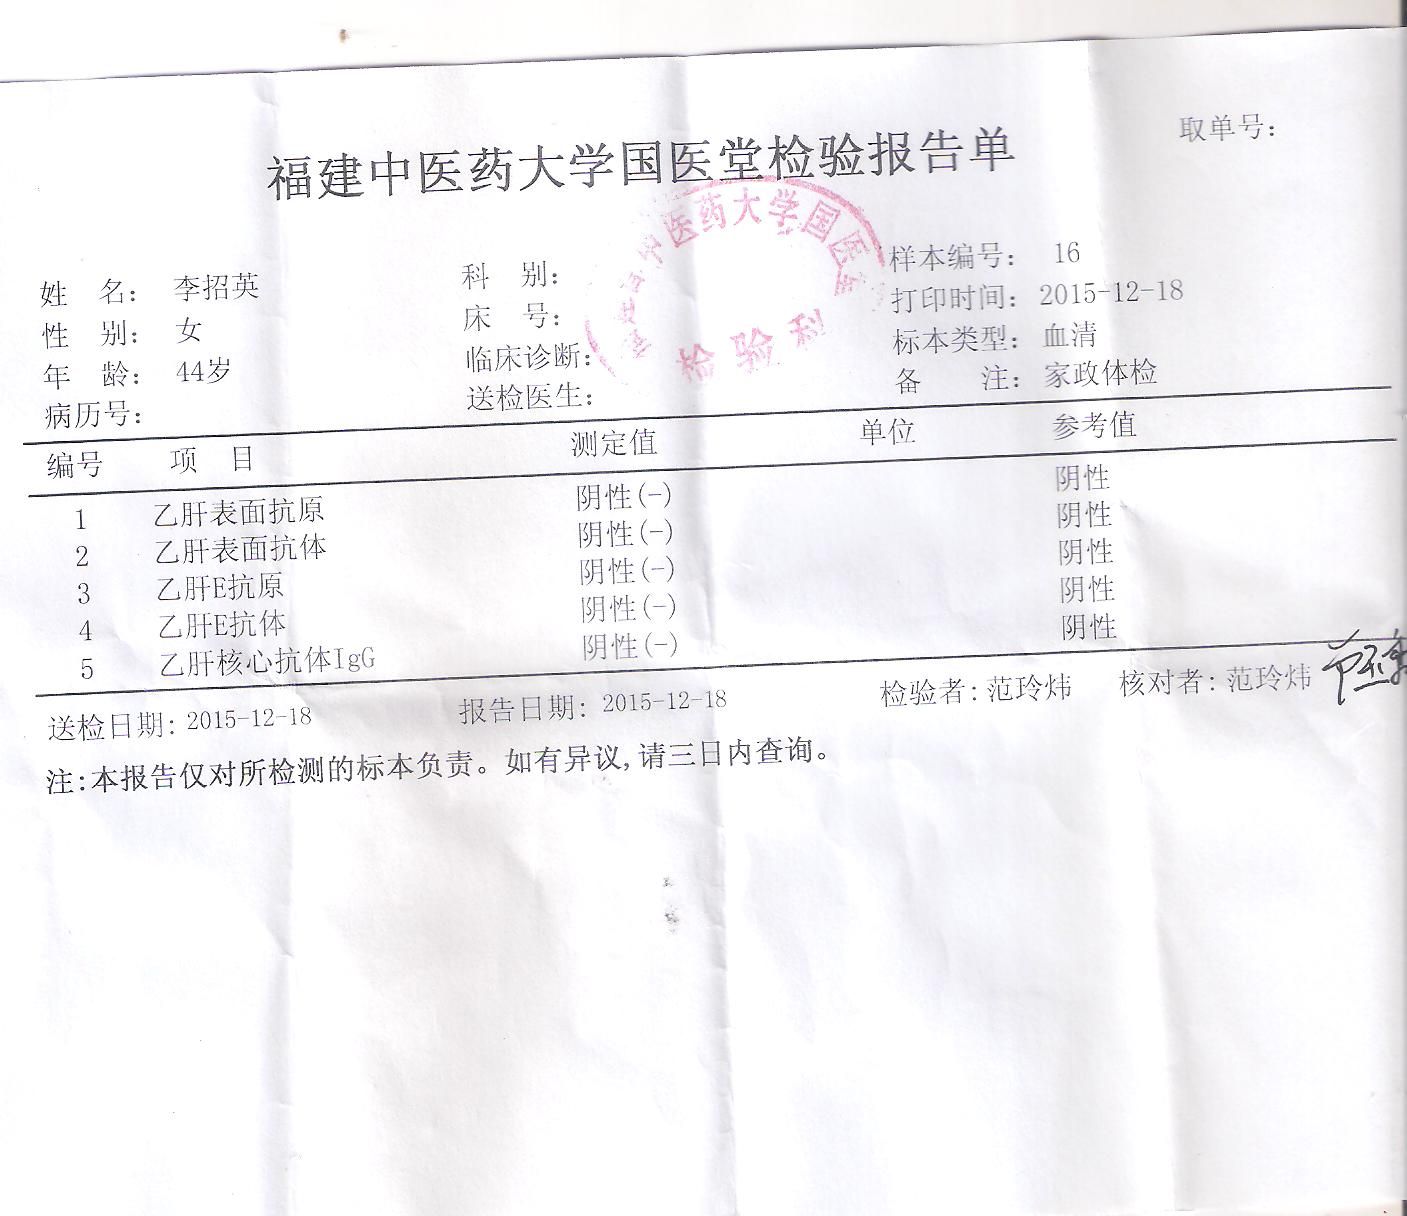 取单号：
福建中医药大学国医堂检验报告单
中医药大学国医堂
检验科
姓 名： 李招英 科 别： 样本编号： 16
性 别： 女 床 号： 打印时间：2015-12-18
年 龄： 44岁 临床诊断： 标本类型：血清
病历号： 送检医生： 备 注：家政体检
编号 项 目 测定值 单位 参考值
1 乙肝表面抗原 阴性(-) 阴性
2 乙肝表面抗体 阴性(-) 阴性
3 乙肝E抗原 阴性(-) 阴性
4 乙肝E抗体 阴性(-) 阴性
5 乙肝核心抗体IgG 阴性(-) 阴性
送检日期：2015-12-18 报告日期：2015-12-18 检验者：范玲炜 核对者：范玲炜
注:本报告仅对所检测的标本负责。如有异议,请三日内查询。